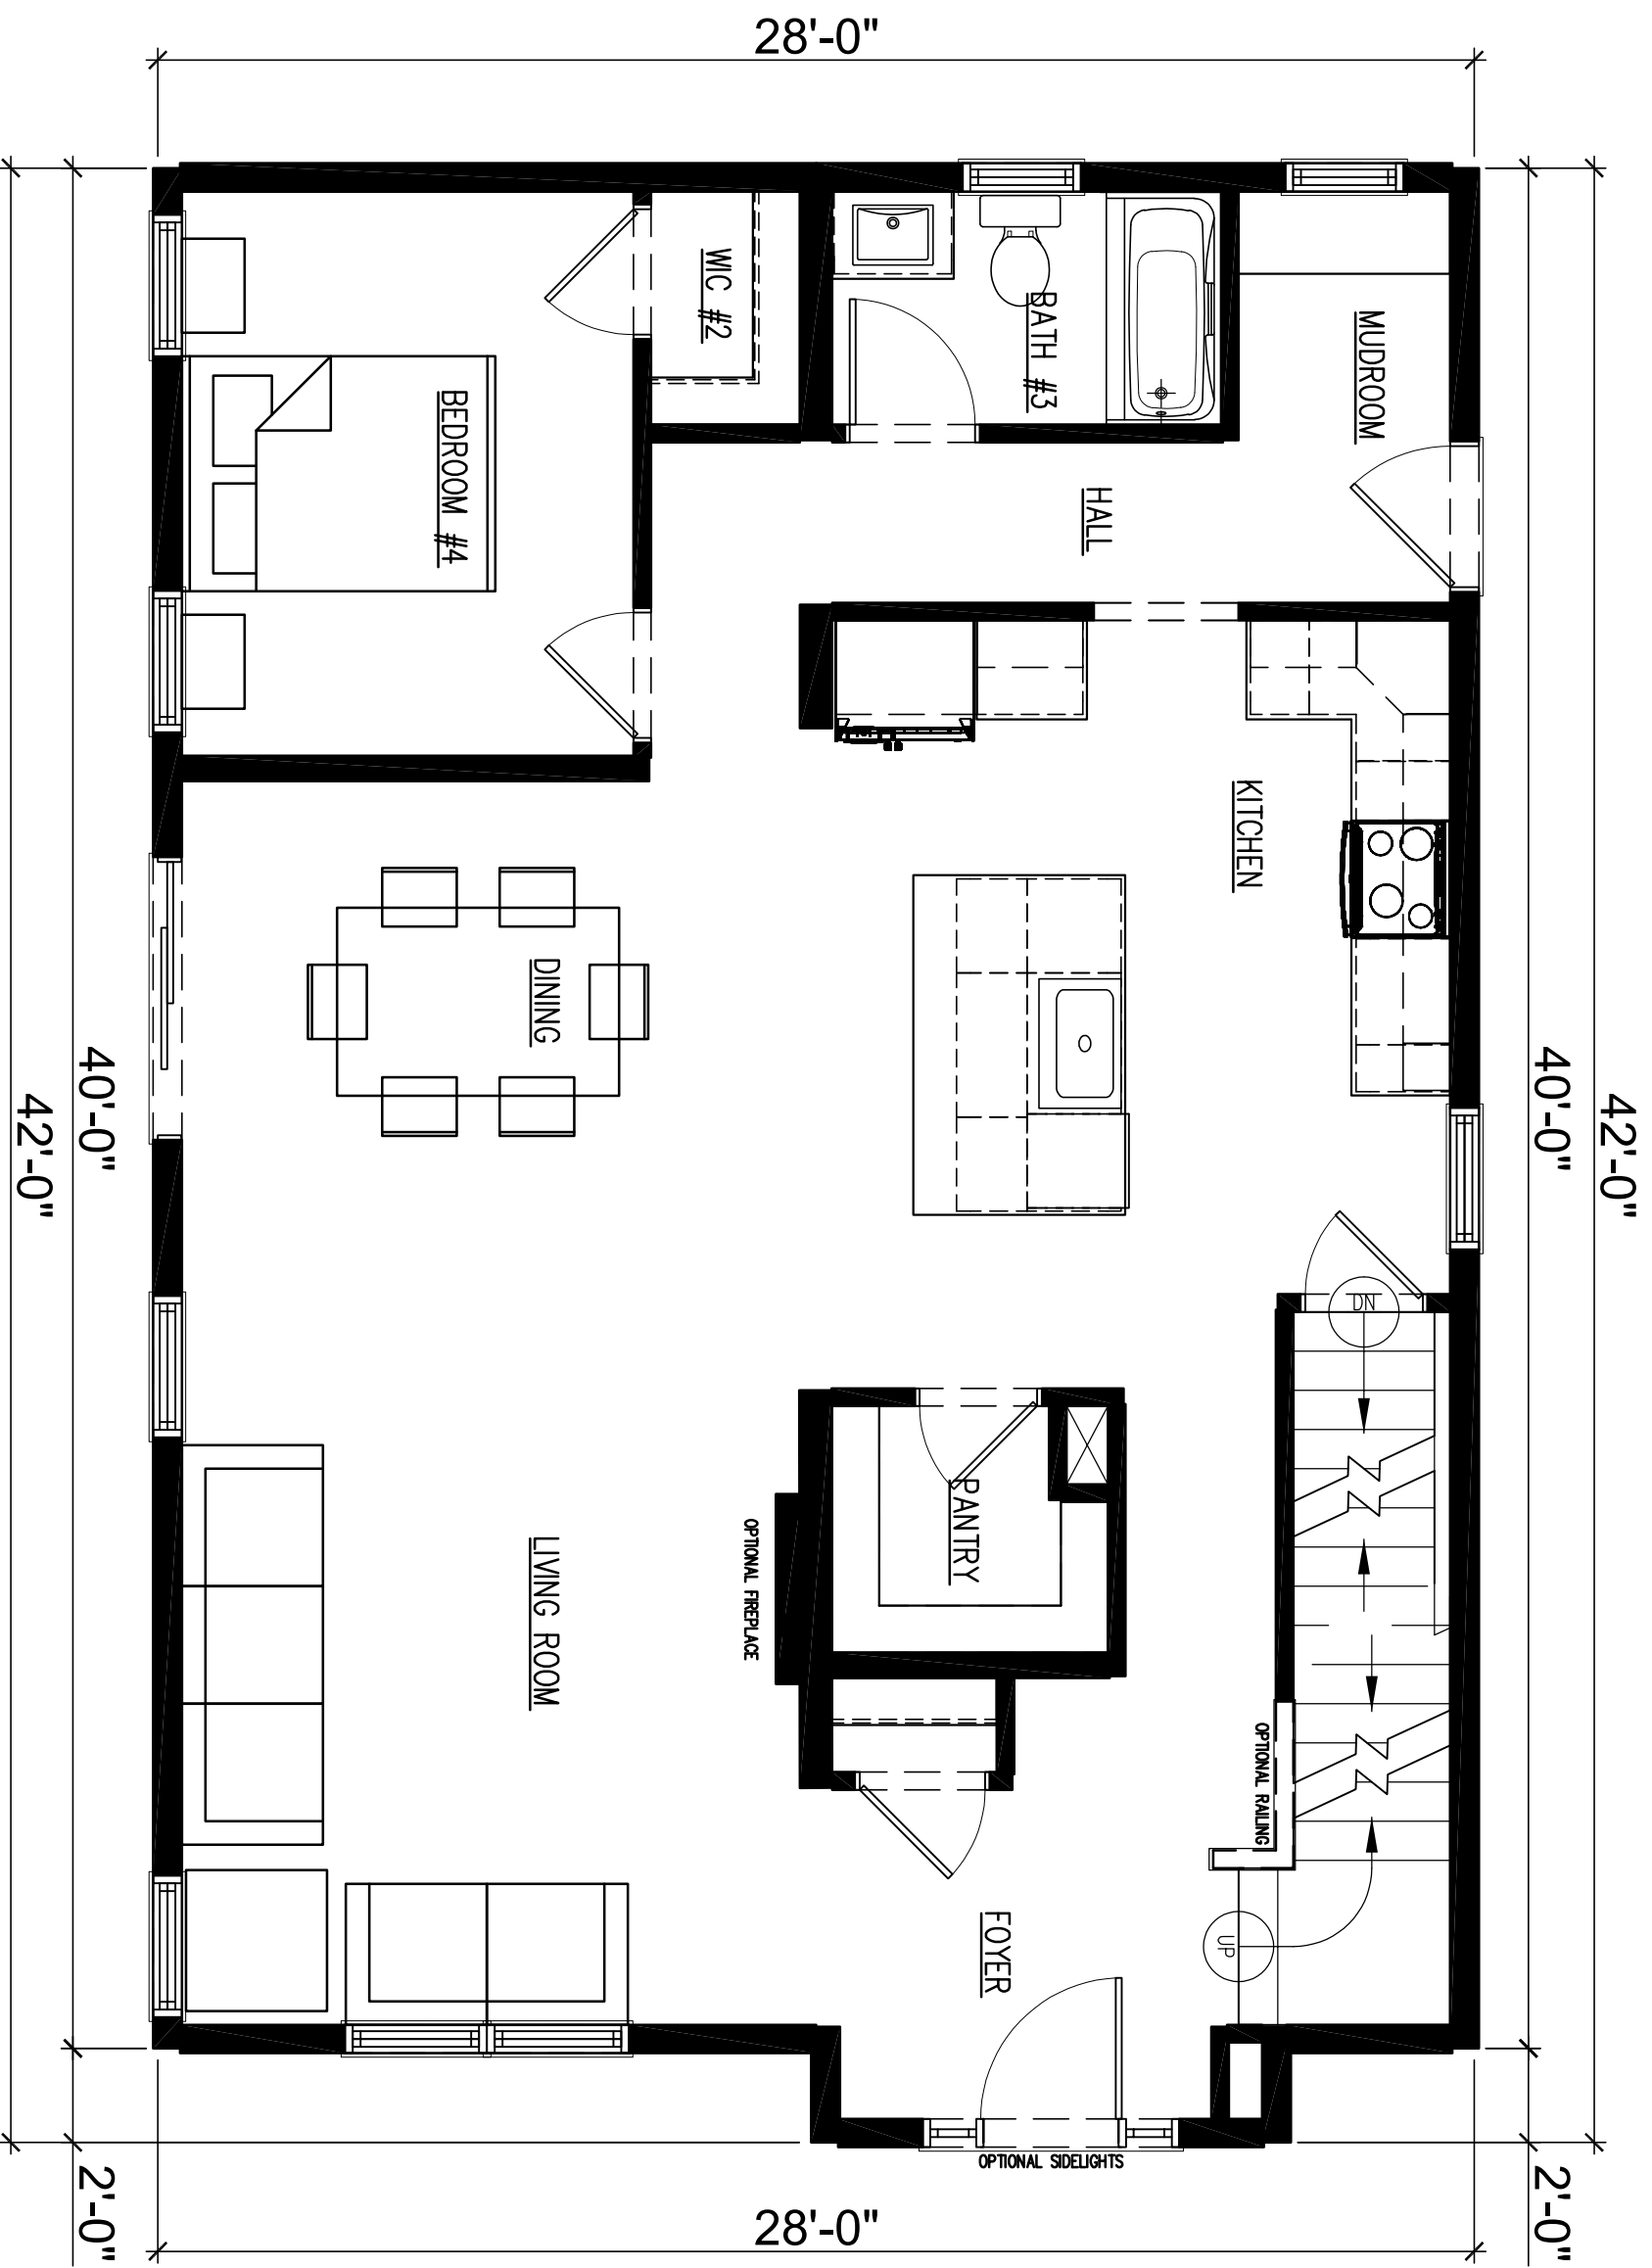 28'-0"
WIC #2
BATH #3
MUDROOM
BEDROOM #4
HALL
KITCHEN
DINING
40'-0"
42'-0"
40'-0"
42'-0"
DN
PANTRY
LIVING ROOM
OPTIONAL FIREPLACE
OPTIONAL RAILING
FOYER
UP
OPTIONAL SIDELIGHTS
2'-0"
2'-0"
28'-0"